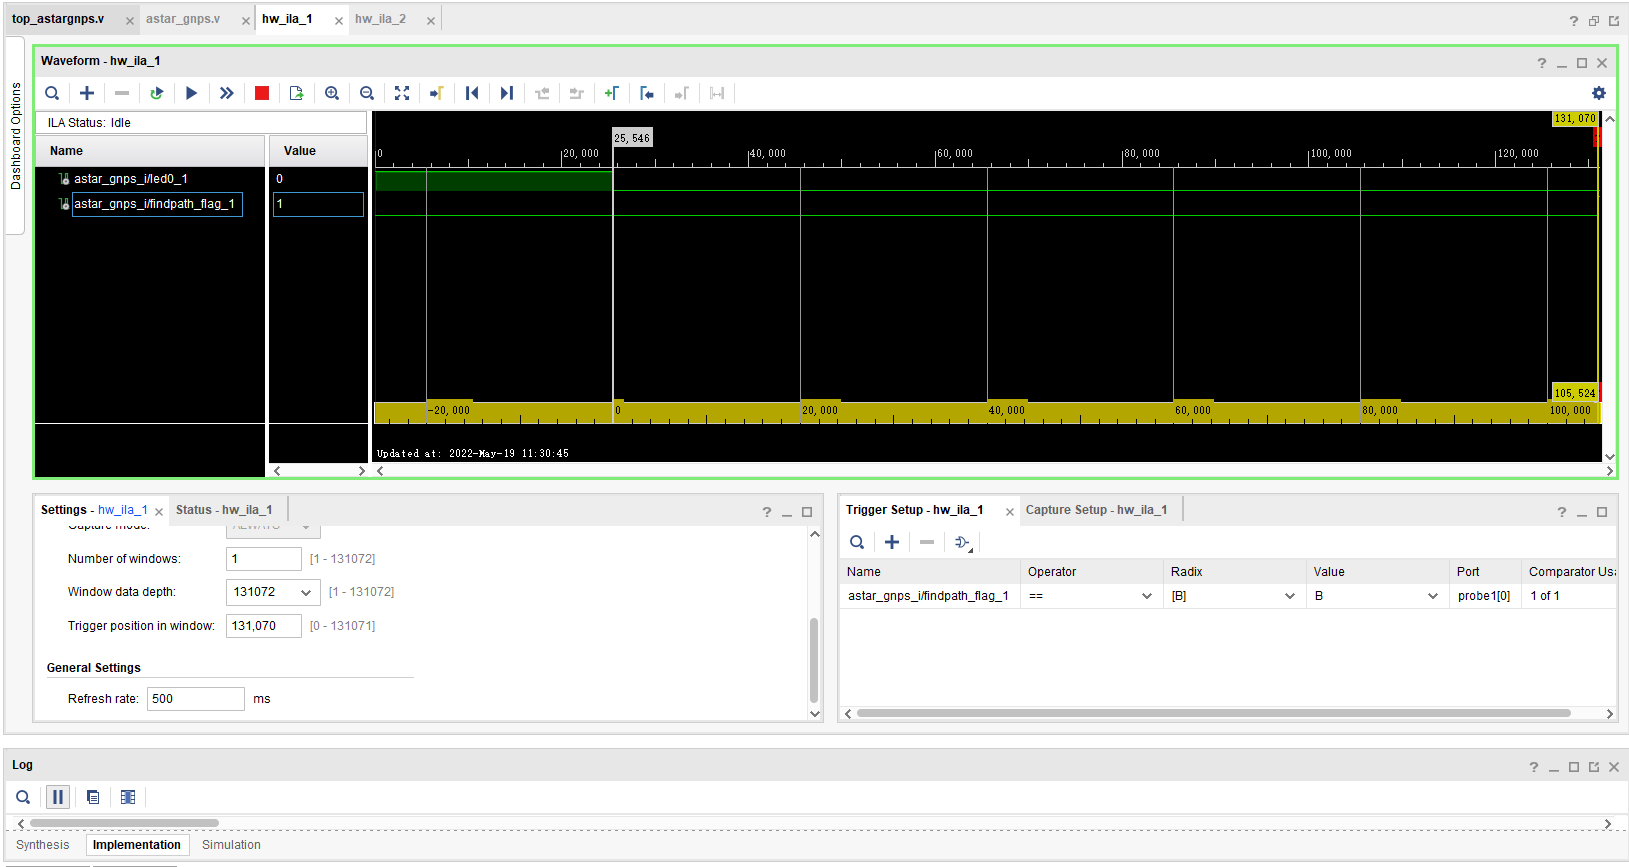 top_astargnps.v × astar_gnps.v × hw_ila_1 × hw_ila_2 ×
Dashboard Options
Waveform - hw_ila_1
ILA Status: Idle
Name Value
astar_gnps_i/led0_1 0
astar_gnps_i/findpath_flag_1 1
131,070
25,546
0 20,000 40,000 60,000 80,000 100,000 120,000
105,524
-20,000 0 20,000 40,000 60,000 80,000 100,000
Updated at: 2022-May-19 11:30:45
Settings - hw_ila_1 × Status - hw_ila_1
Capture mode: ALWAYS
Number of windows: 1 [1 - 131072]
Window data depth: 131072 [1 - 131072]
Trigger position in window: 131,070 [0 - 131071]
General Settings
Refresh rate: 500 ms
Trigger Setup - hw_ila_1 × Capture Setup - hw_ila_1
Name Operator Radix Value Port Comparator Usa
astar_gnps_i/findpath_flag_1 == [B] B probe1[0] 1 of 1
Log
Synthesis Implementation Simulation